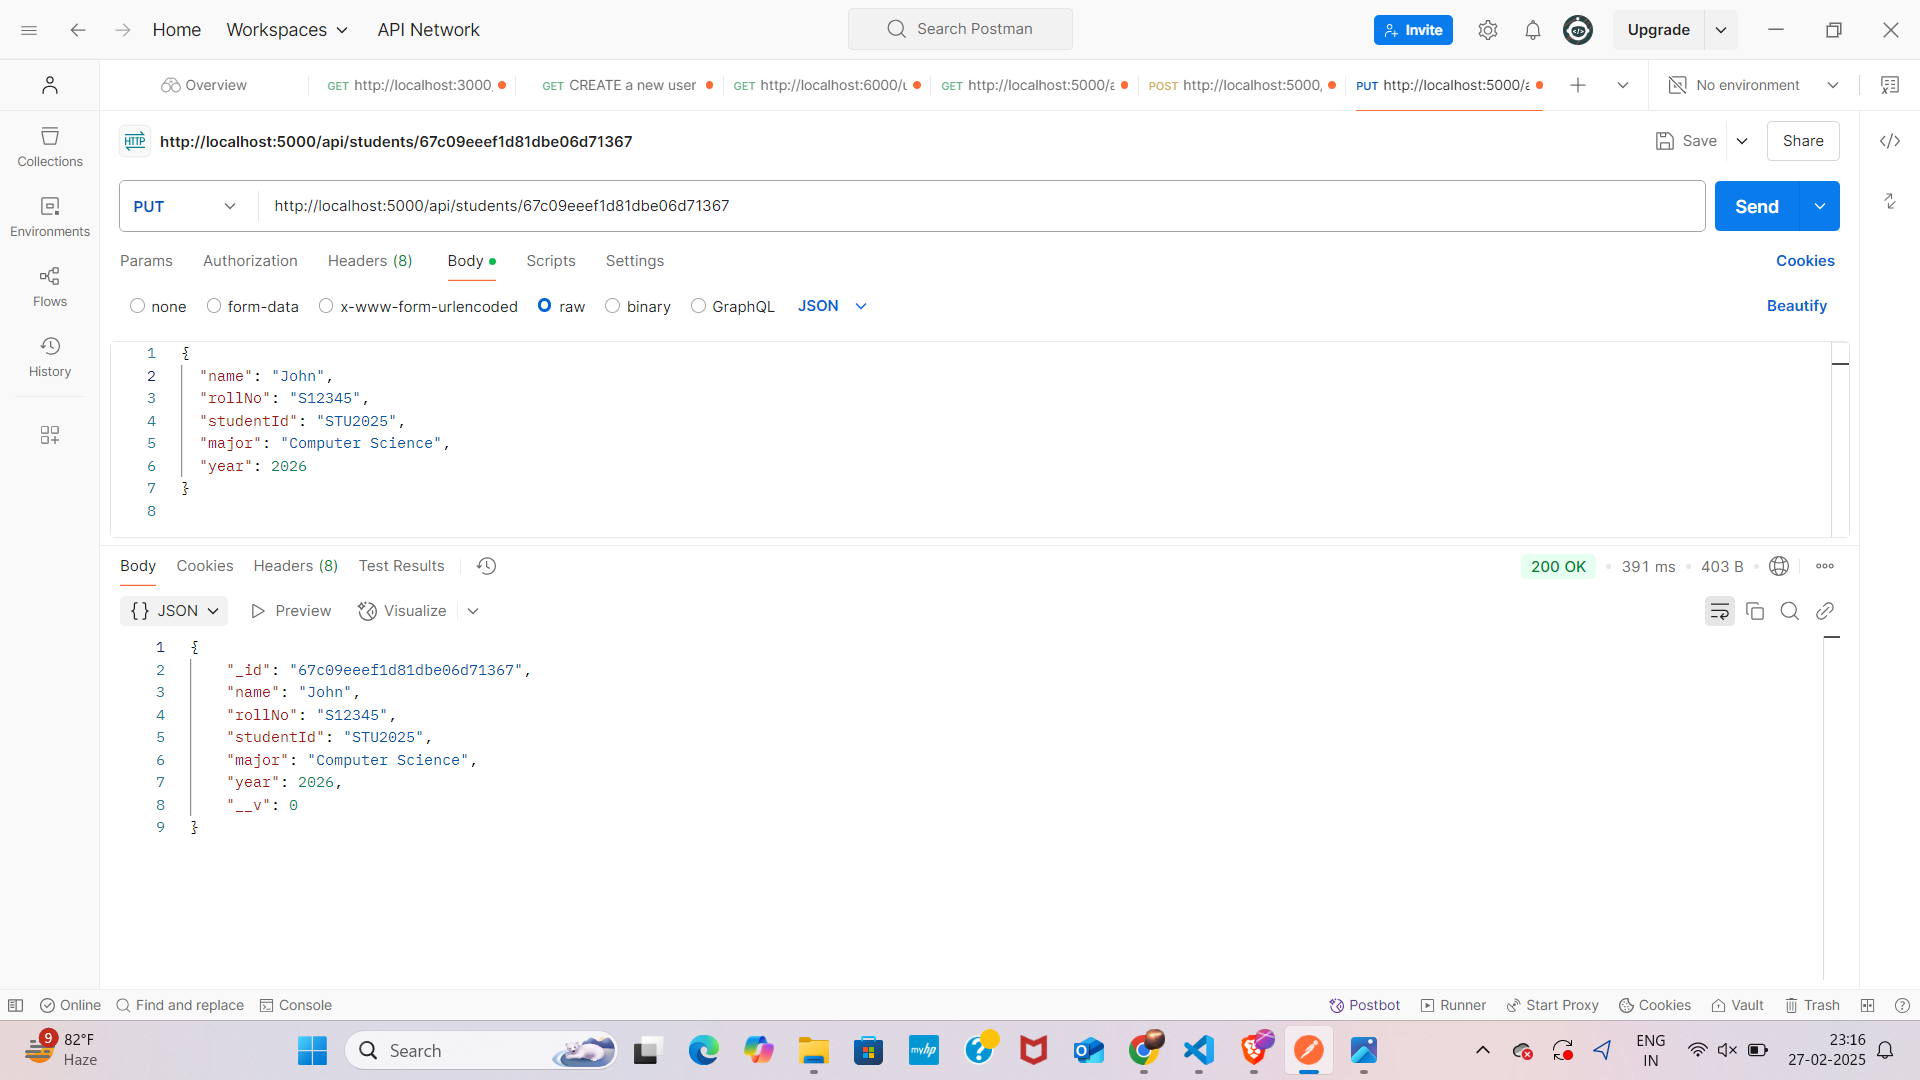 Home Workspaces API Network Search Postman Invite Upgrade
Overview GET http://localhost:3000, GET CREATE a new user GET http://localhost:6000/u GET http://localhost:5000/a POST http://localhost:5000, PUT http://localhost:5000/a No environment
HTTP http://localhost:5000/api/students/67c09eeef1d81dbe06d71367 Save Share
PUT http://localhost:5000/api/students/67c09eeef1d81dbe06d71367 Send
Params Authorization Headers (8) Body Scripts Settings Cookies
none form-data x-www-form-urlencoded raw binary GraphQL JSON Beautify
Collections
Environments
Flows
History
1 {
2 "name": "John",
3 "rollNo": "S12345",
4 "studentId": "STU2025",
5 "major": "Computer Science",
6 "year": 2026
7 }
8
Body Cookies Headers (8) Test Results 200 OK 391 ms 403 B
{} JSON Preview Visualize
1 {
2 "_id": "67c09eeef1d81dbe06d71367",
3 "name": "John",
4 "rollNo": "S12345",
5 "studentId": "STU2025",
6 "major": "Computer Science",
7 "year": 2026,
8 "__v": 0
9 }
Online Find and replace Console Postbot Runner Start Proxy Cookies Vault Trash
9 82°F
Haze
Search
myhp
ENG
IN
23:16
27-02-2025